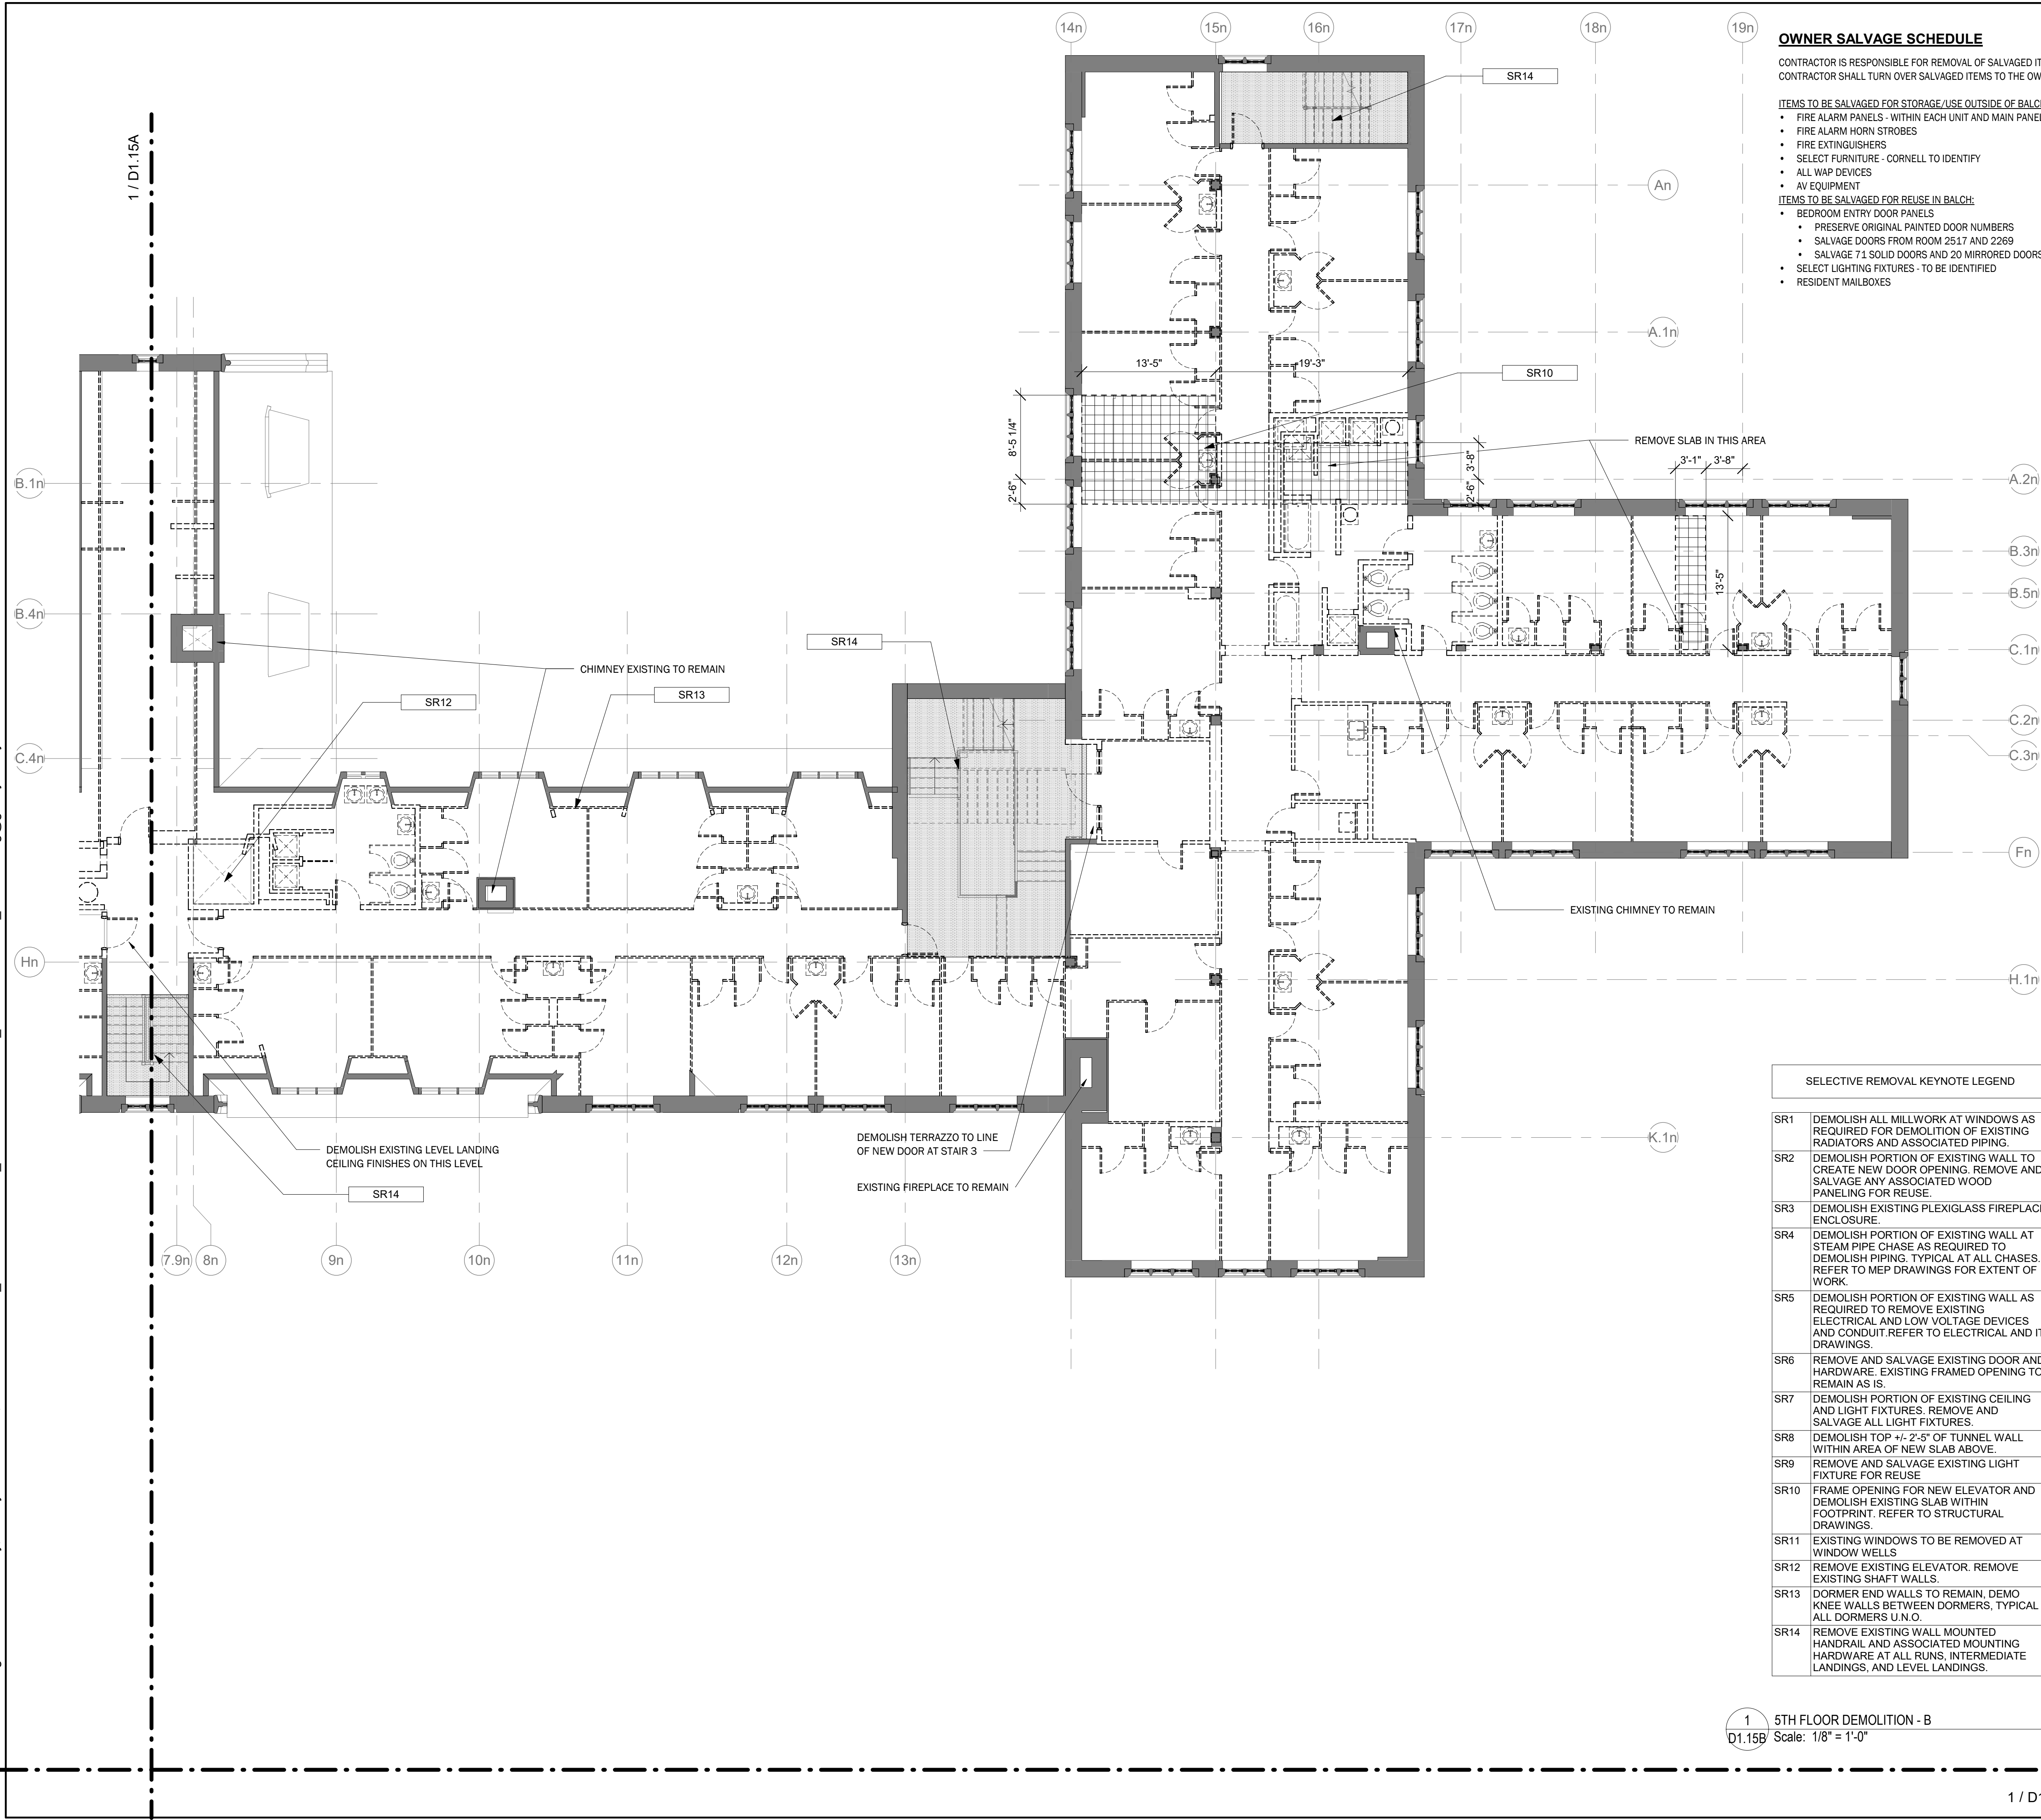 14n
15n
16n
17n
18n
19n
OWNER SALVAGE SCHEDULE
CONTRACTOR IS RESPONSIBLE FOR REMOVAL OF SALVAGED
CONTRACTOR SHALL TURN OVER SALVAGED ITEMS TO THE
ITEMS TO BE SALVAGED FOR STORAGE/USE OUTSIDE OF
• FIRE ALARM PANELS - WITHIN EACH UNIT AND MAIN
• FIRE ALARM HORN STROBES
• FIRE EXTINGUISHERS
• SELECT FURNITURE - CORNELL TO IDENTIFY
• ALL WAP DEVICES
• AV EQUIPMENT
ITEMS TO BE SALVAGED FOR REUSE IN BALCH:
• BEDROOM ENTRY DOOR PANELS
• PRESERVE ORIGINAL PAINTED DOOR NUMBERS
• SALVAGE DOORS FROM ROOM 2517 AND 2269
• SALVAGE 71 SOLID DOORS AND 20 MIRRORED DOORS
• SELECT LIGHTING FIXTURES - TO BE IDENTIFIED
• RESIDENT MAILBOXES
1 / D1.15A
SR14
An
A.1n
13'-5"
19'-3"
SR10
8'-5 1/4"
2'-6"
3'-8"
2'-6"
REMOVE SLAB IN THIS AREA
3'-1"
3'-8"
13'-5"
B.1n
A.2n
B.3n
B.4n
B.5n
C.1n
C.2n
C.3n
C.4n
SR14
CHIMNEY EXISTING TO REMAIN
SR13
SR12
Fn
EXISTING CHIMNEY TO REMAIN
Hn
H.1n
K.1n
DEMOLISH EXISTING LEVEL LANDING
CEILING FINISHES ON THIS LEVEL
SR14
DEMOLISH TERRAZZO TO LINE
OF NEW DOOR AT STAIR 3
EXISTING FIREPLACE TO REMAIN
7.9n
8n
9n
10n
11n
12n
13n
SELECTIVE REMOVAL KEYNOTE LEGEND
SR1 DEMOLISH ALL MILLWORK AT WINDOWS AS
REQUIRED FOR DEMOLITION OF EXISTING
RADIATORS AND ASSOCIATED PIPING.
SR2 DEMOLISH PORTION OF EXISTING WALL TO
CREATE NEW DOOR OPENING. REMOVE AND
SALVAGE ANY ASSOCIATED WOOD
PANELING FOR REUSE.
SR3 DEMOLISH EXISTING PLEXIGLASS FIREPLACE
ENCLOSURE.
SR4 DEMOLISH PORTION OF EXISTING WALL AT
STEAM PIPE CHASE AS REQUIRED TO
DEMOLISH PIPING. TYPICAL AT ALL CHASES.
REFER TO MEP DRAWINGS FOR EXTENT OF
WORK.
SR5 DEMOLISH PORTION OF EXISTING WALL AS
REQUIRED TO REMOVE EXISTING
ELECTRICAL AND LOW VOLTAGE DEVICES
AND CONDUIT.REFER TO ELECTRICAL AND IT
DRAWINGS.
SR6 REMOVE AND SALVAGE EXISTING DOOR AND
HARDWARE. EXISTING FRAMED OPENING TO
REMAIN AS IS.
SR7 DEMOLISH PORTION OF EXISTING CEILING
AND LIGHT FIXTURES. REMOVE AND
SALVAGE ALL LIGHT FIXTURES.
SR8 DEMOLISH TOP +/- 2'-5" OF TUNNEL WALL
WITHIN AREA OF NEW SLAB ABOVE.
SR9 REMOVE AND SALVAGE EXISTING LIGHT
FIXTURE FOR REUSE
SR10 FRAME OPENING FOR NEW ELEVATOR AND
DEMOLISH EXISTING SLAB WITHIN
FOOTPRINT. REFER TO STRUCTURAL
DRAWINGS.
SR11 EXISTING WINDOWS TO BE REMOVED AT
WINDOW WELLS
SR12 REMOVE EXISTING ELEVATOR. REMOVE
EXISTING SHAFT WALLS.
SR13 DORMER END WALLS TO REMAIN, DEMO
KNEE WALLS BETWEEN DORMERS, TYPICAL
ALL DORMERS U.N.O.
SR14 REMOVE EXISTING WALL MOUNTED
HANDRAIL AND ASSOCIATED MOUNTING
HARDWARE AT ALL RUNS, INTERMEDIATE
LANDINGS, AND LEVEL LANDINGS.
1
D1.15B
5TH FLOOR DEMOLITION - B
Scale: 1/8" = 1'-0"
1 /